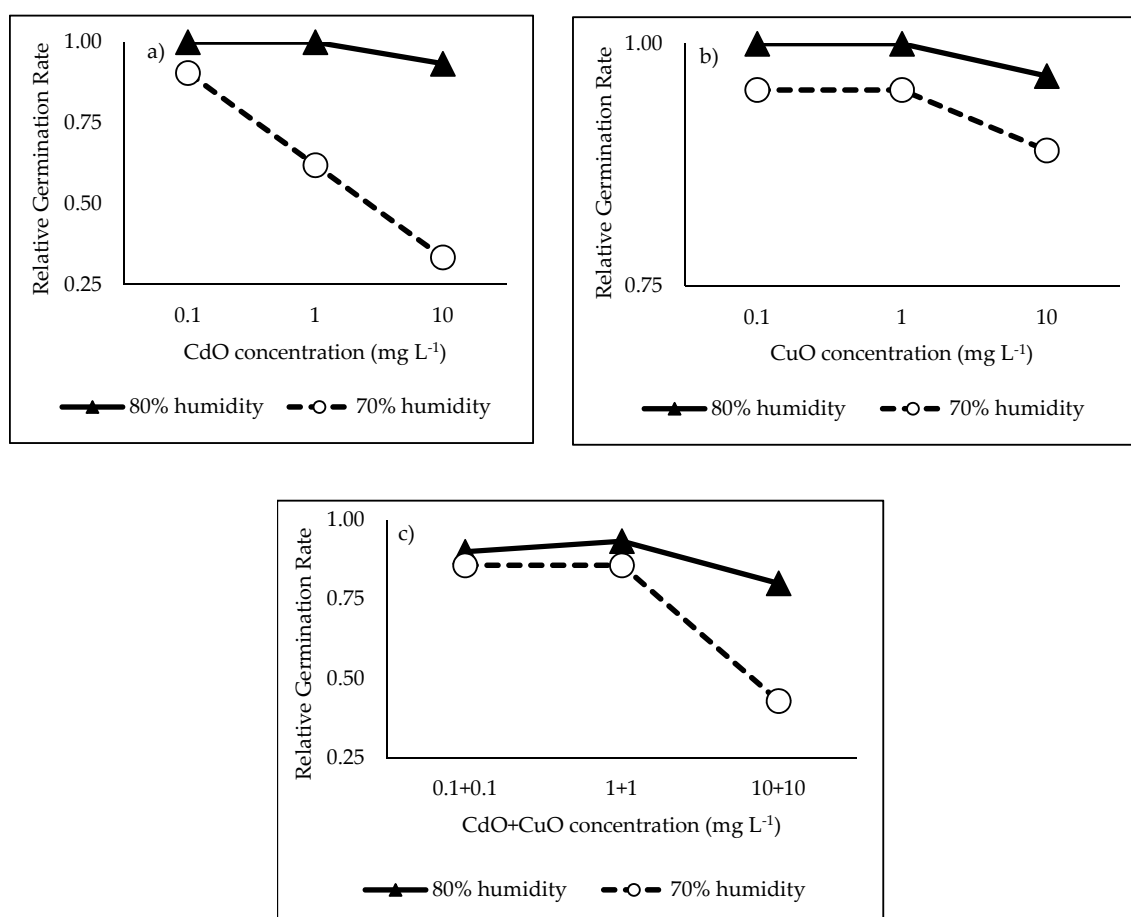 a)
Relative Germination Rate
1.00
0.75
0.50
0.25
0.1 1 10
CdO concentration (mg L⁻¹)
80% humidity 70% humidity
b)
Relative Germination Rate
1.00
0.75
0.1 1 10
CuO concentration (mg L⁻¹)
80% humidity 70% humidity
c)
Relative Germination Rate
1.00
0.75
0.50
0.25
0.1+0.1 1+1 10+10
CdO+CuO concentration (mg L⁻¹)
80% humidity 70% humidity